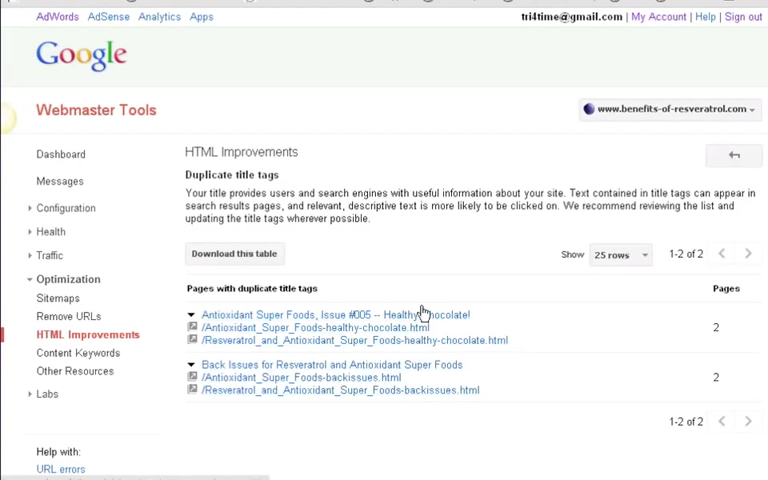 AdWords AdSense Analytics Apps
tri4time@gmail.com | My Account | Help | Sign out
Google
Webmaster Tools
www.benefits-of-resveratrol.com
Dashboard
Messages
Configuration
Health
Traffic
Optimization
Sitemaps
Remove URLs
HTML Improvements
Content Keywords
Other Resources
Labs
Help with:
URL errors
HTML Improvements
Duplicate title tags
Your title provides users and search engines with useful information about your site. Text contained in title tags can appear in
search results pages, and relevant, descriptive text is more likely to be clicked on. We recommend reviewing the list and
updating the title tags wherever possible.
Download this table
Show 25 rows 1-2 of 2
Pages with duplicate title tags Pages
Antioxidant Super Foods, Issue #005 -- Healthy Chocolate!
/Antioxidant_Super_Foods-healthy-chocolate.html
2
/Resveratrol_and_Antioxidant_Super_Foods-healthy-chocolate.html
Back Issues for Resveratrol and Antioxidant Super Foods
/Antioxidant_Super_Foods-backissues.html
2
/Resveratrol_and_Antioxidant_Super_Foods-backissues.html
1-2 of 2